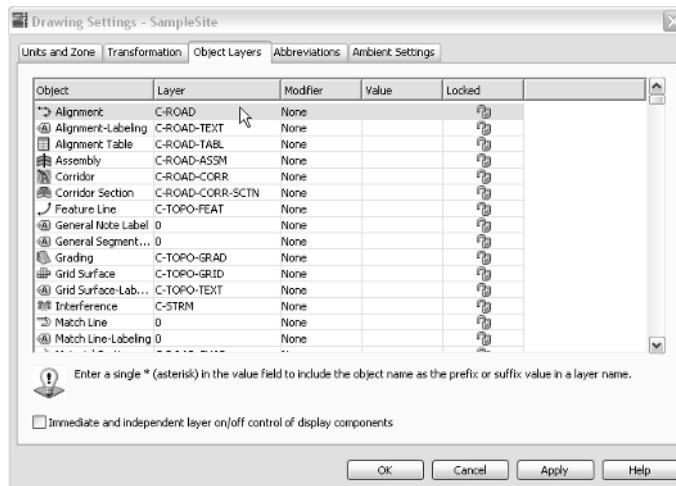 Drawing Settings - SampleSite
Units and Zone Transformation Object Layers Abbreviations Ambient Settings
Object Layer Modifier Value Locked
Alignment C-ROAD None
Alignment-Labeling C-ROAD-TEXT None
Alignment Table C-ROAD-TABL None
Assembly C-ROAD-ASSM None
Corridor C-ROAD-CORR None
Corridor Section C-ROAD-CORR-SCTN None
Feature Line C-TOPO-FEAT None
General Note Label 0 None
General Segment... 0 None
Grading C-TOPO-GRAD None
Grid Surface C-TOPO-GRID None
Grid Surface-Lab... C-TOPO-TEXT None
Interference C-STRM None
Match Line 0 None
Match Line-Labeling 0 None
Enter a single * (asterisk) in the value field to include the object name as the prefix or suffix value in a layer name.
Immediate and independent layer on/off control of display components
OK Cancel Apply Help